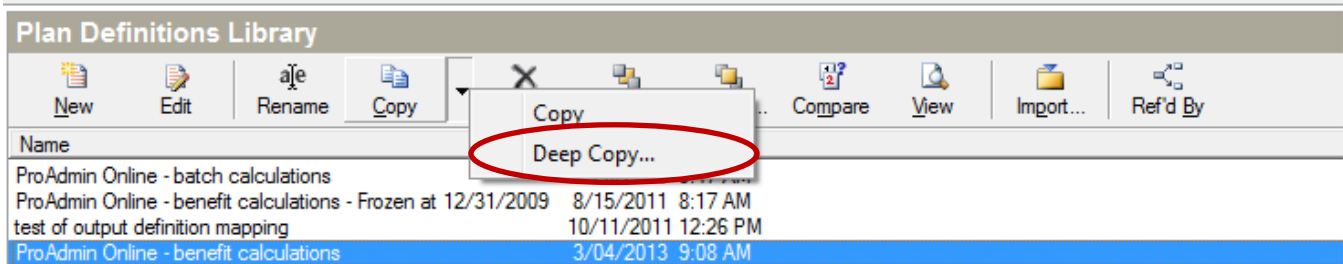 Plan Definitions Library
New Edit Rename Copy .. Compare View Import... Ref'd By
Copy
Deep Copy...
Name
ProAdmin Online - batch calculations
ProAdmin Online - benefit calculations - Frozen at 12/31/2009 8/15/2011 8:17 AM
test of output definition mapping 10/11/2011 12:26 PM
ProAdmin Online - benefit calculations 3/04/2013 9:08 AM